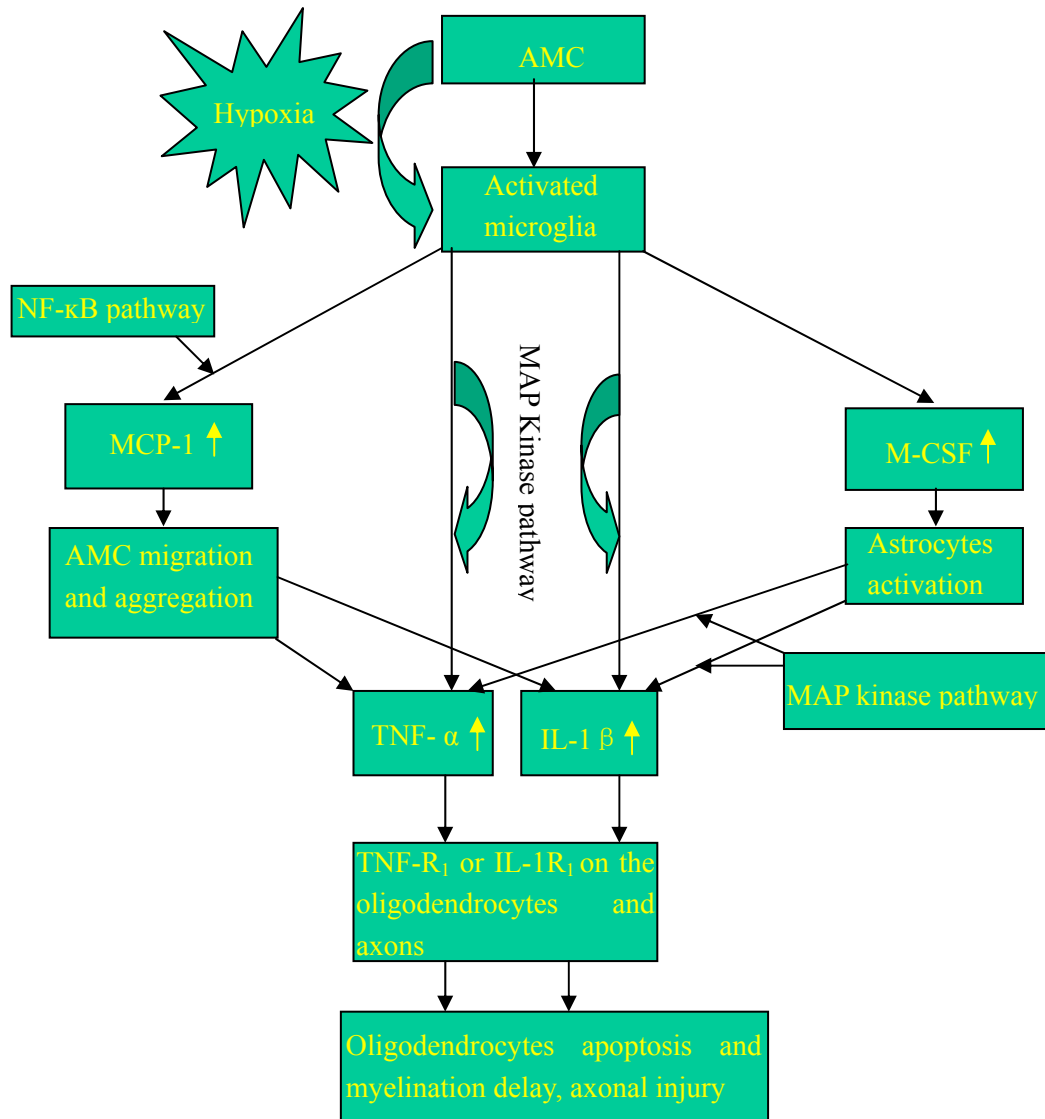 AMC
Hypoxia
Activated
microglia
NF-κB pathway
MAP Kinase pathway
MCP-1 ↑
M-CSF ↑
AMC migration
and aggregation
Astrocytes
activation
MAP kinase pathway
TNF- α ↑
IL-1 β ↑
TNF-R₁ or IL-1R₁ on the
oligodendrocytes and
axons
Oligodendrocytes apoptosis and
myelination delay, axonal injury